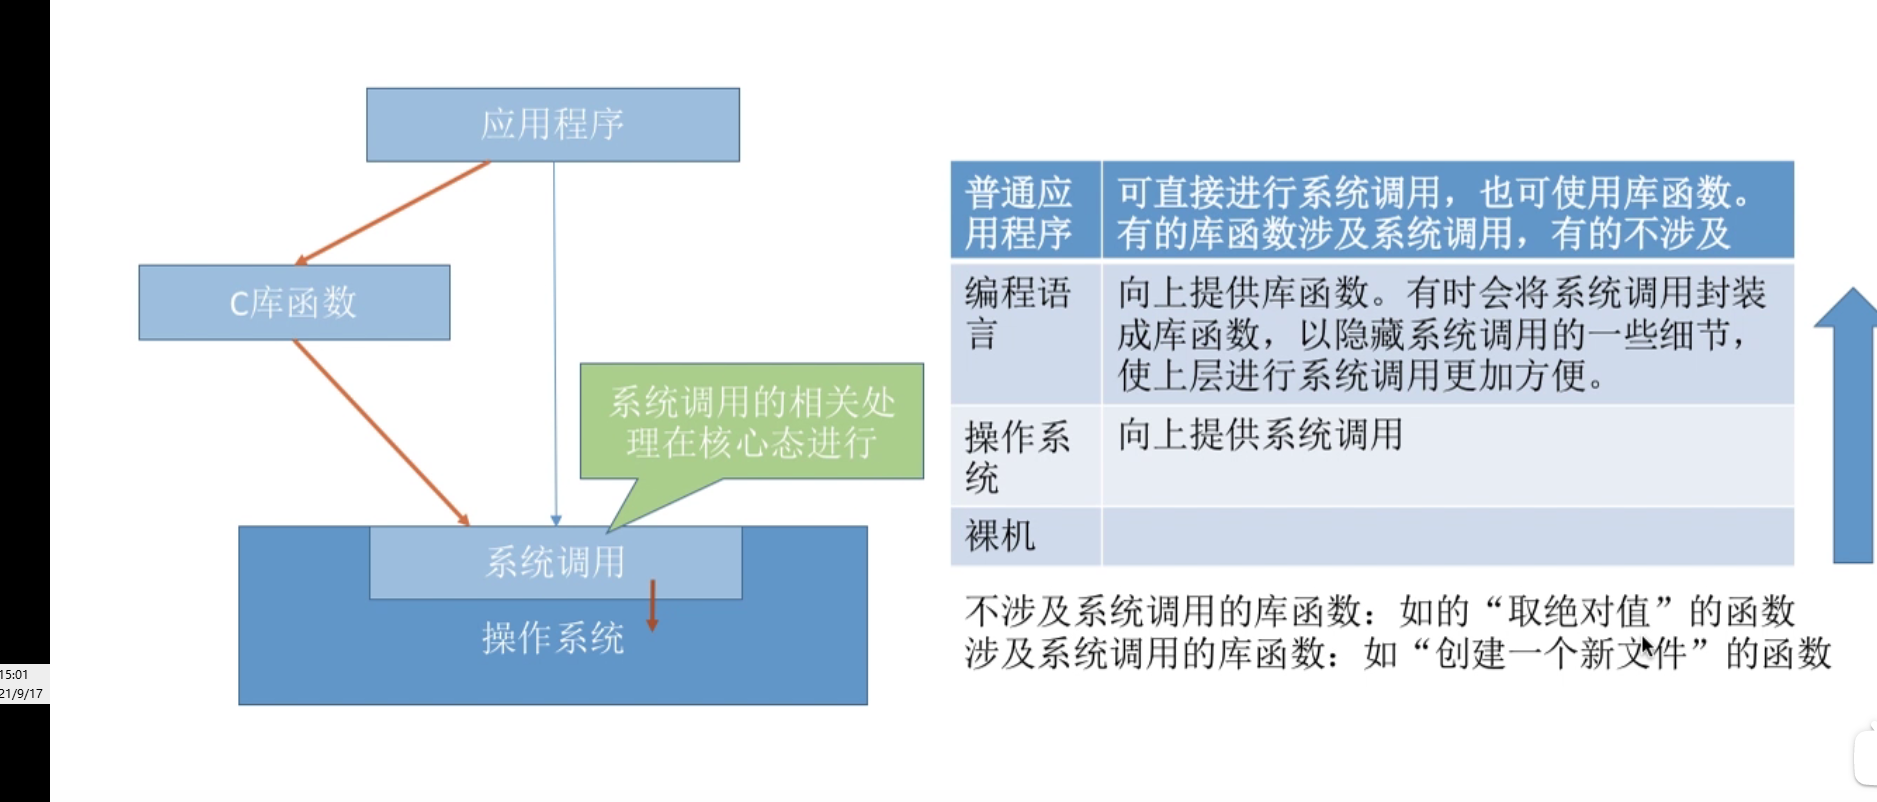 应用程序
C库函数
系统调用的相关处
理在核心态进行
系统调用
操作系统
普通应
用程序
可直接进行系统调用，也可使用库函数。
有的库函数涉及系统调用，有的不涉及
编程语
言
向上提供库函数。有时会将系统调用封装
成库函数，以隐藏系统调用的一些细节，
使上层进行系统调用更加方便。
操作系
统
向上提供系统调用
裸机
不涉及系统调用的库函数：如的“取绝对值”的函数
涉及系统调用的库函数：如“创建一个新文件”的函数
15:01
21/9/17